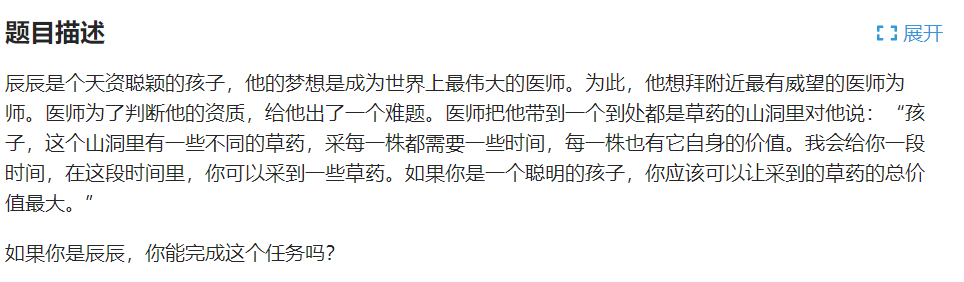 题目描述
展开
辰辰是个天资聪颖的孩子，他的梦想是成为世界上最伟大的医师。为此，他想拜附近最有威望的医师为
师。医师为了判断他的资质，给他出了一个难题。医师把他带到一个到处都是草药的山洞里对他说：“孩
子，这个山洞里有一些不同的草药，采每一株都需要一些时间，每一株也有它自身的价值。我会给你一段
时间，在这段时间里，你可以采到一些草药。如果你是一个聪明的孩子，你应该可以让采到的草药的总价
值最大。”
如果你是辰辰，你能完成这个任务吗？